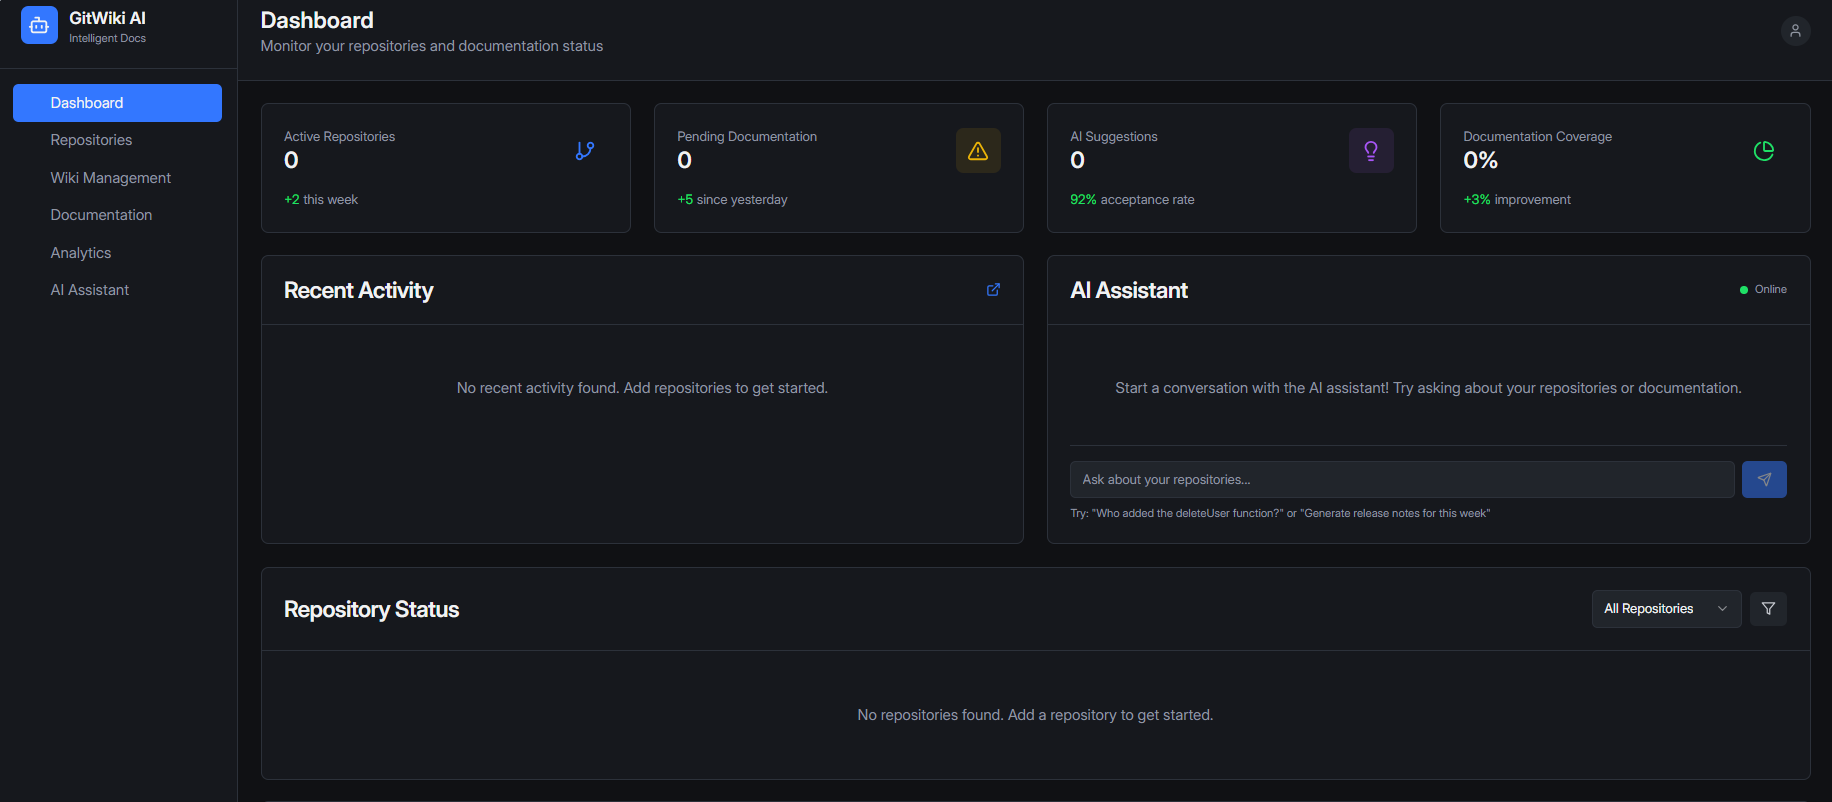 GitWiki AI
Intelligent Docs
Dashboard
Repositories
Wiki Management
Documentation
Analytics
AI Assistant
Dashboard
Monitor your repositories and documentation status
Active Repositories
0
+2 this week
Pending Documentation
0
+5 since yesterday
AI Suggestions
0
92% acceptance rate
Documentation Coverage
0%
+3% improvement
Recent Activity
No recent activity found. Add repositories to get started.
AI Assistant
Online
Start a conversation with the AI assistant! Try asking about your repositories or documentation.
Ask about your repositories...
Try: "Who added the deleteUser function?" or "Generate release notes for this week"
Repository Status
All Repositories
No repositories found. Add a repository to get started.